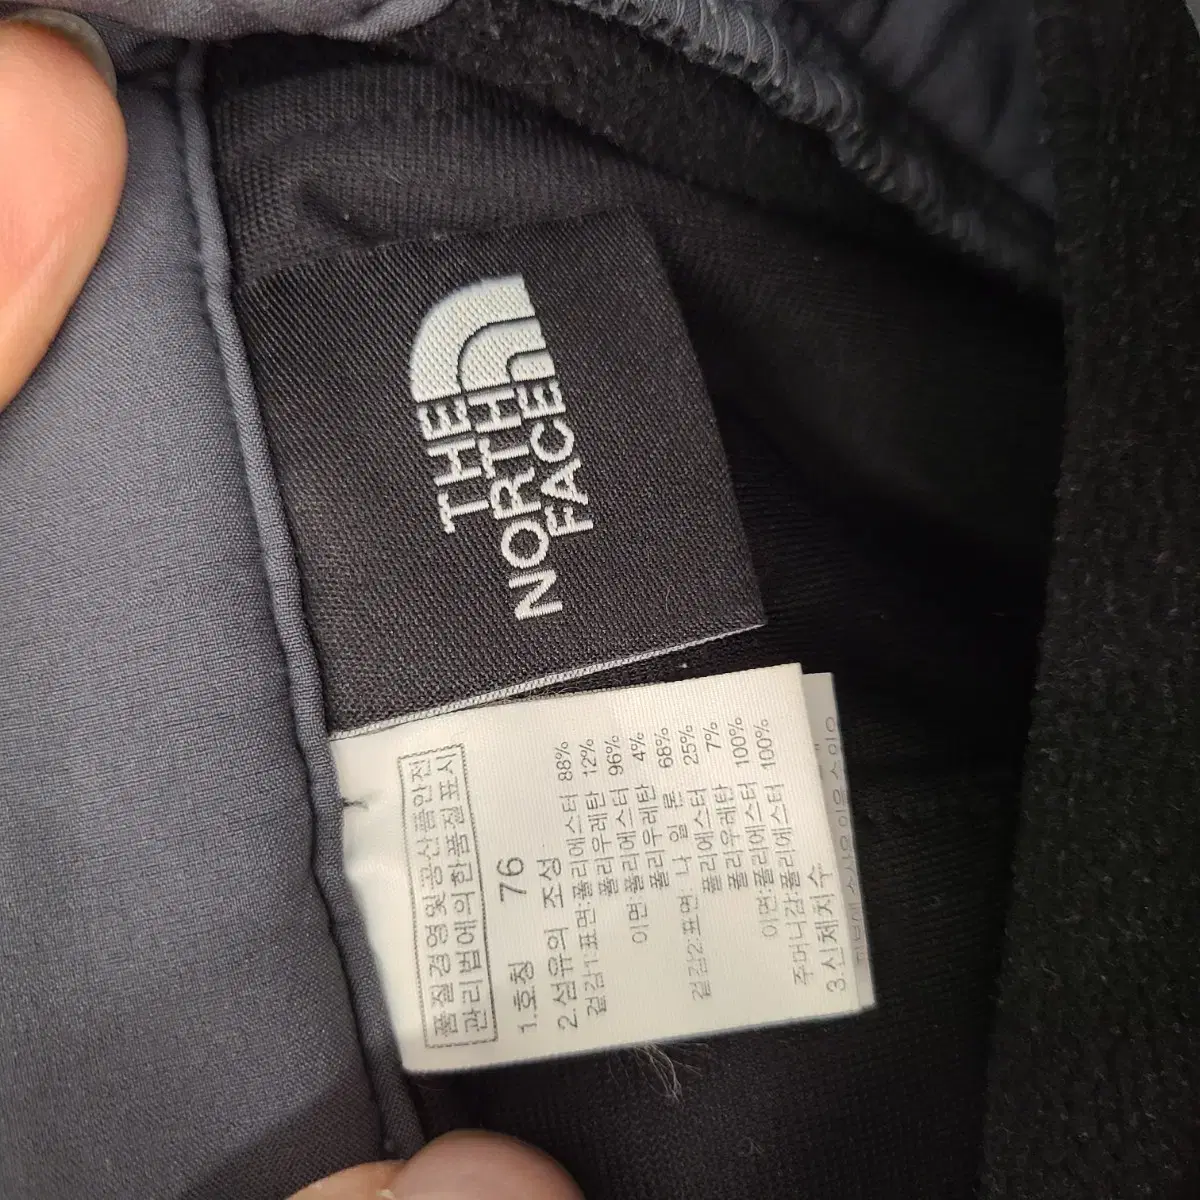 THE
NORTH
FACE
품질경영및공산품안전
관리법에의한품질표시
1.호칭 76
2.섬유의 조성
겉감1:표면:폴리에스터 88%
폴리우레탄 12%
이면:폴리에스터 96%
폴리우레탄 4%
겉감2:표면: 나 일 론 68%
폴리에스터 25%
폴리우레탄 7%
이면:폴리에스터 100%
주머니감:폴리에스터 100%
3.신체치수